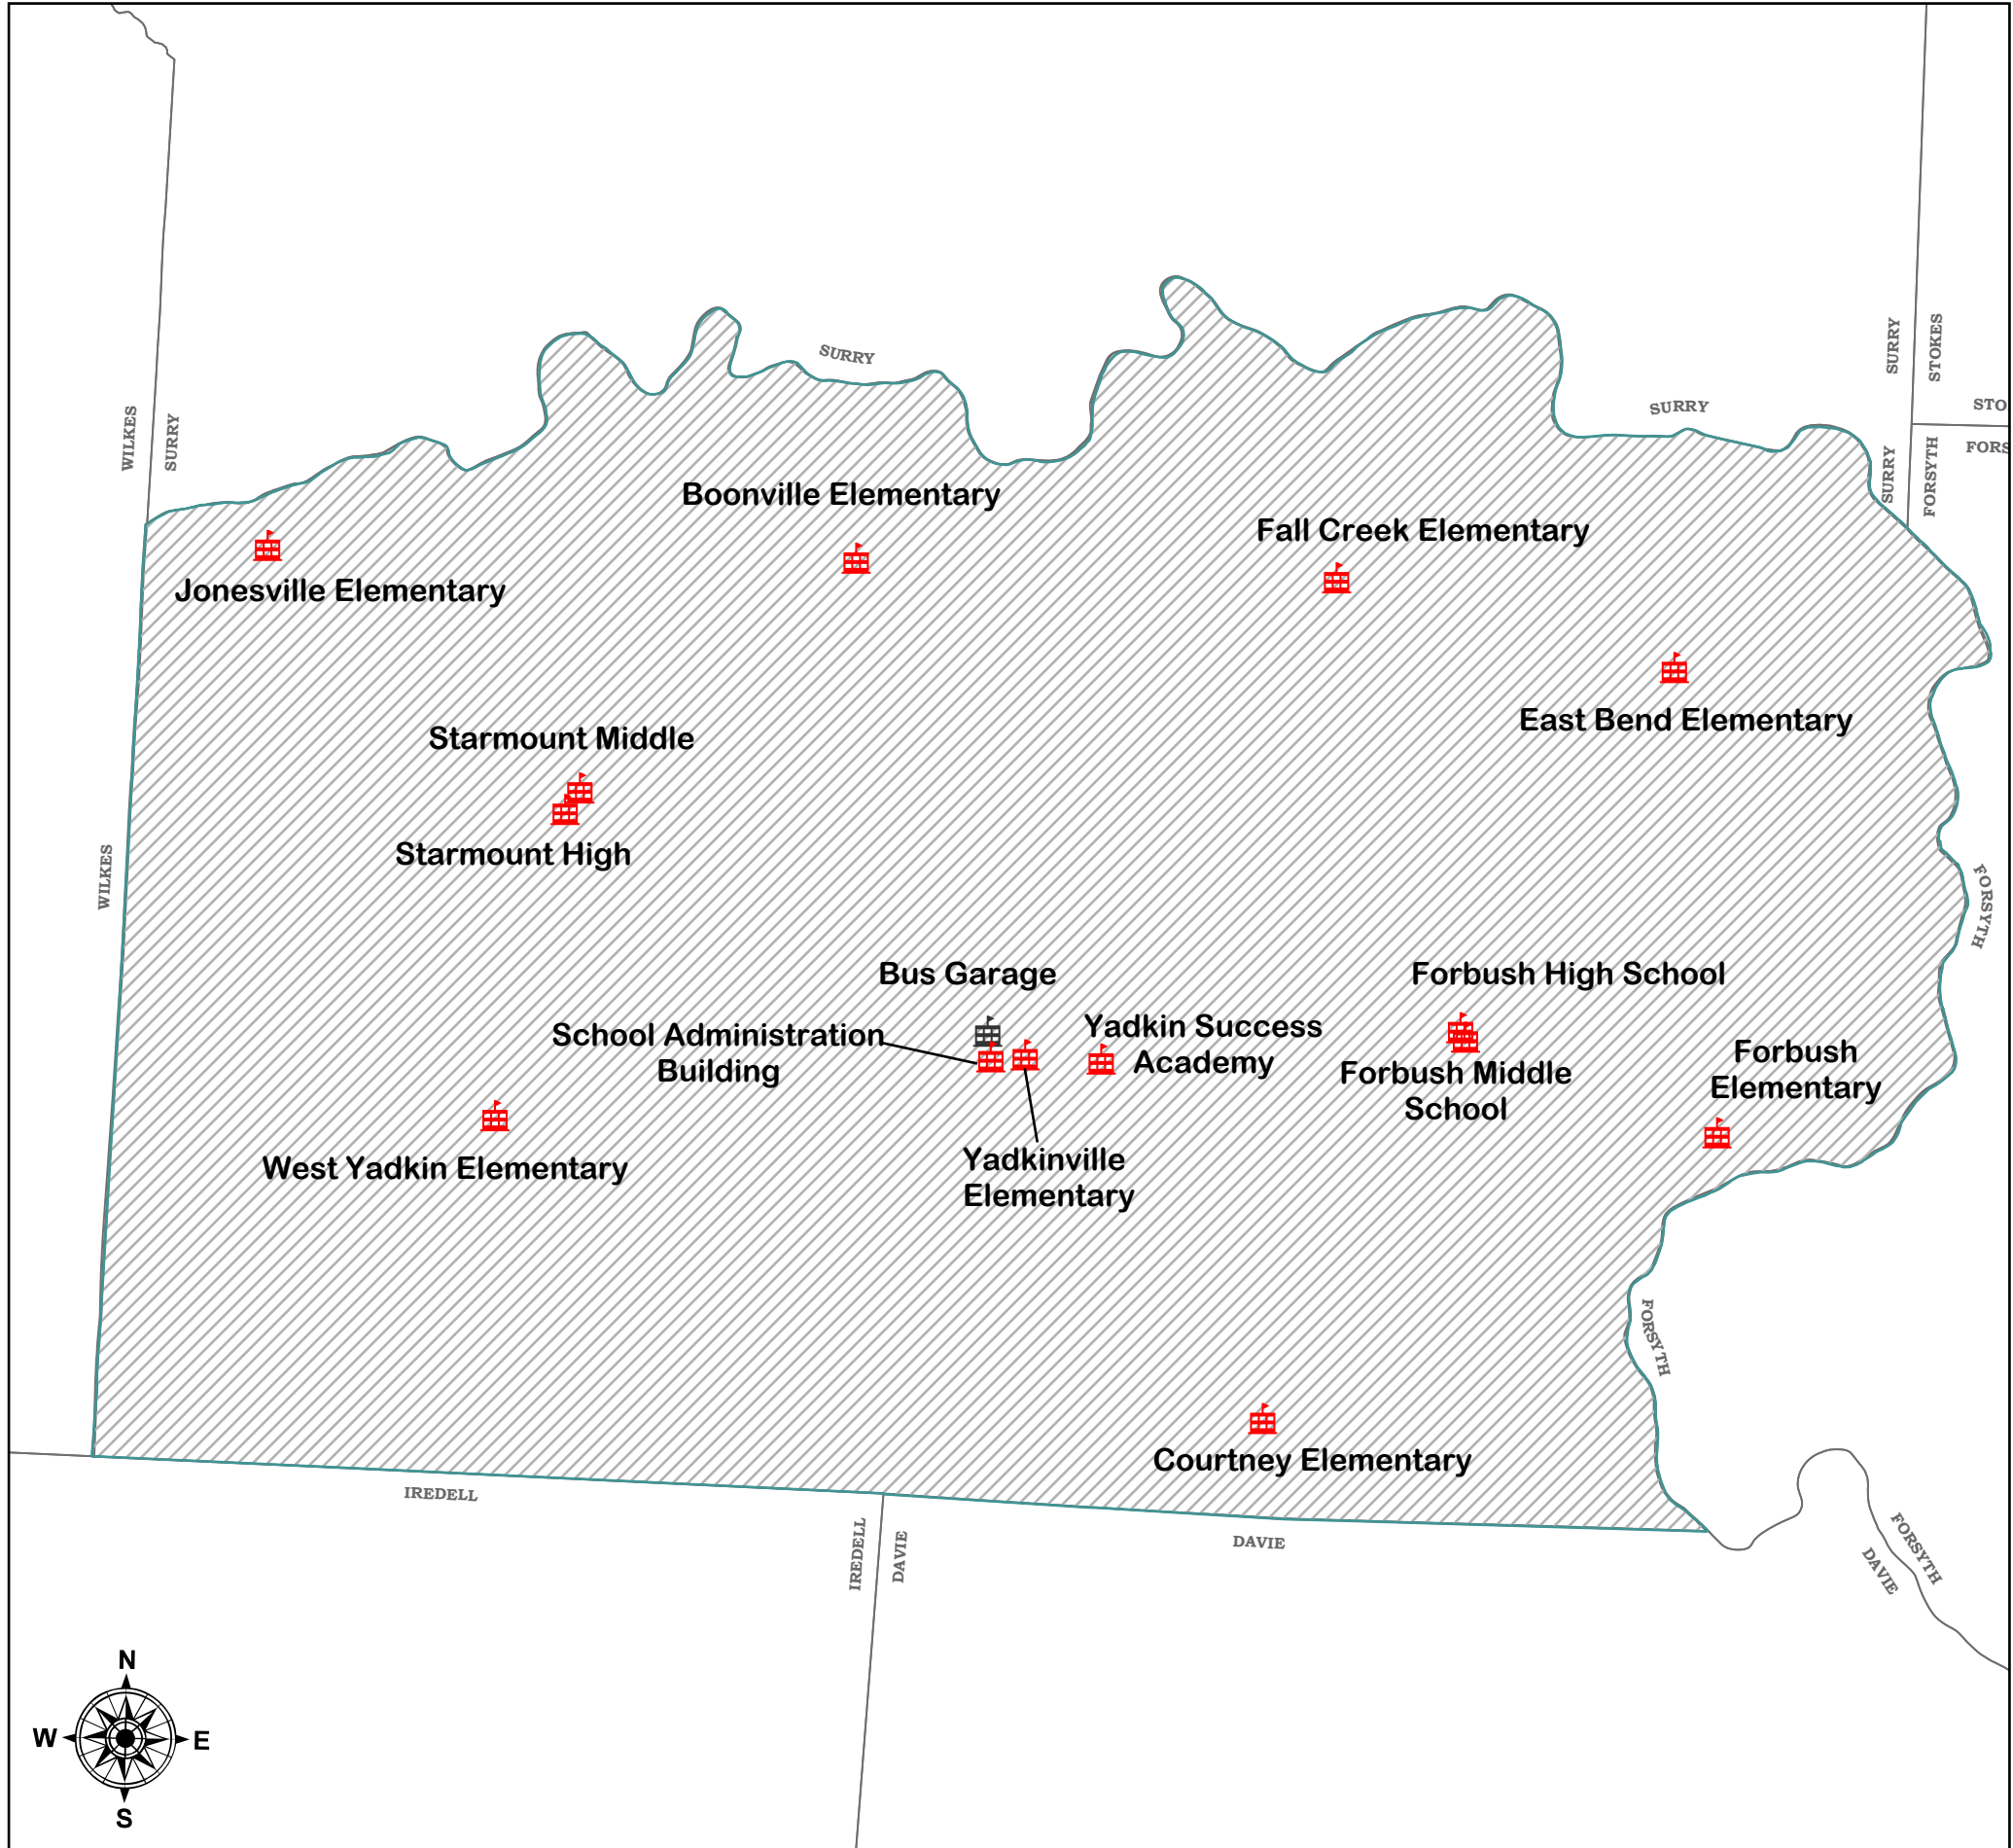 SURRY
SURRY
STOKES
WILKES
SURRY
SURRY
STO
SURRY
FORSYTH
FORS
Boonville Elementary
Fall Creek Elementary
Jonesville Elementary
East Bend Elementary
Starmount Middle
Starmount High
WILKES
FORSYTH
Bus Garage
Forbush High School
School Administration
Building
Yadkin Success
Academy
Forbush Middle
School
Forbush
Elementary
West Yadkin Elementary
Yadkinville
Elementary
FORSYTH
Courtney Elementary
IREDELL
IREDELL
DAVIE
DAVIE
FORSYTH
DAVIE
N
W
E
S